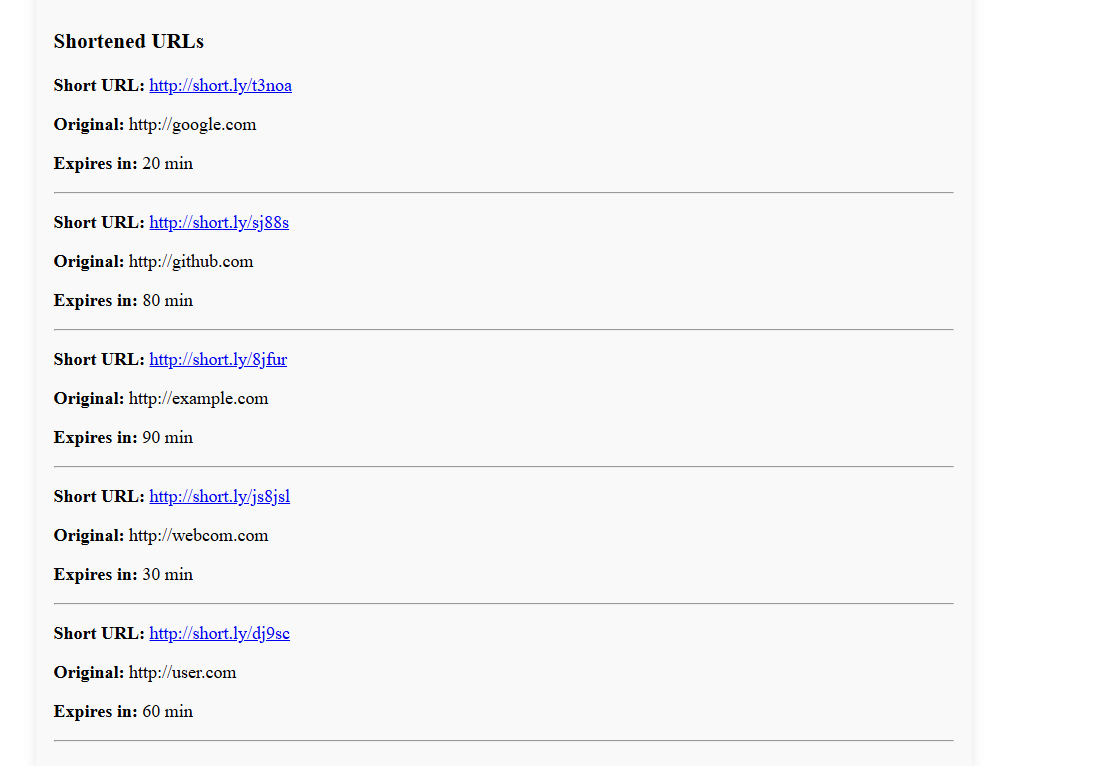 Shortened URLs
Short URL: http://short.ly/t3noa
Original: http://google.com
Expires in: 20 min
Short URL: http://short.ly/sj88s
Original: http://github.com
Expires in: 80 min
Short URL: http://short.ly/8jfur
Original: http://example.com
Expires in: 90 min
Short URL: http://short.ly/js8jsl
Original: http://webcom.com
Expires in: 30 min
Short URL: http://short.ly/dj9sc
Original: http://user.com
Expires in: 60 min